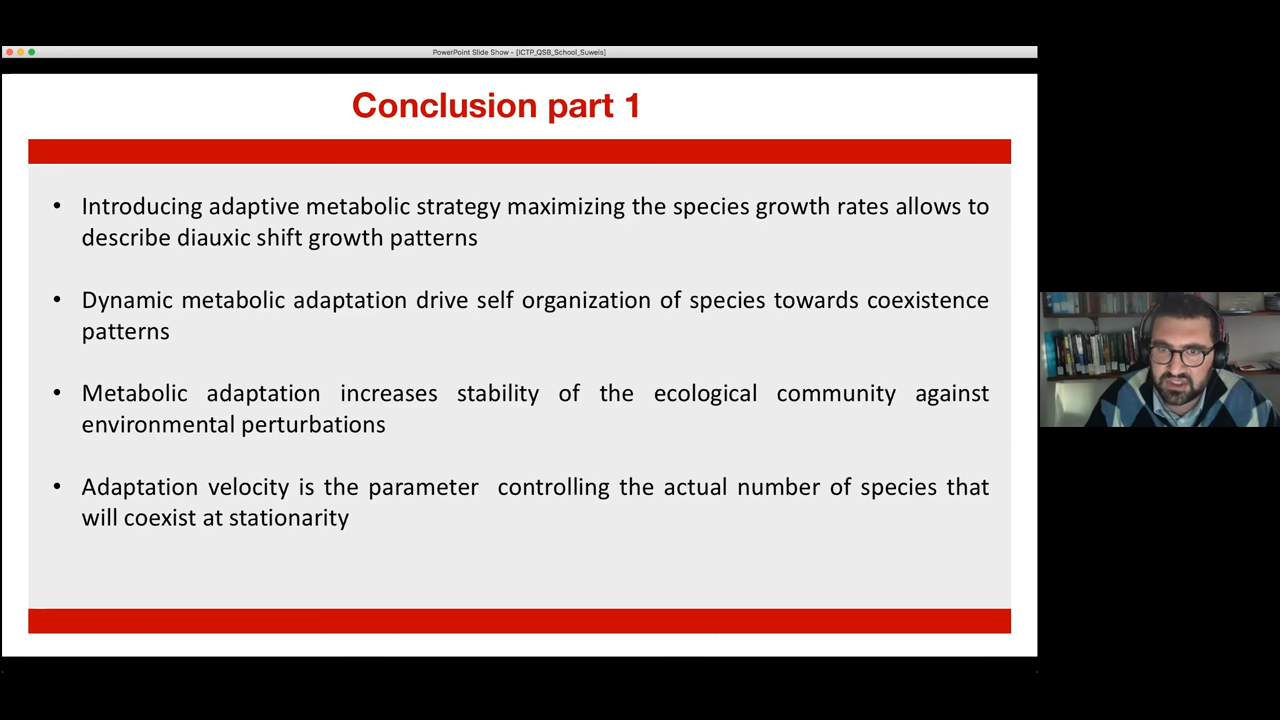 PowerPoint Slide Show - [ICTP_QSB_School_Suweis]
Conclusion part 1
• Introducing adaptive metabolic strategy maximizing the species growth rates allows to
describe diauxic shift growth patterns
• Dynamic metabolic adaptation drive self organization of species towards coexistence
patterns
• Metabolic adaptation increases stability of the ecological community against
environmental perturbations
• Adaptation velocity is the parameter controlling the actual number of species that
will coexist at stationarity